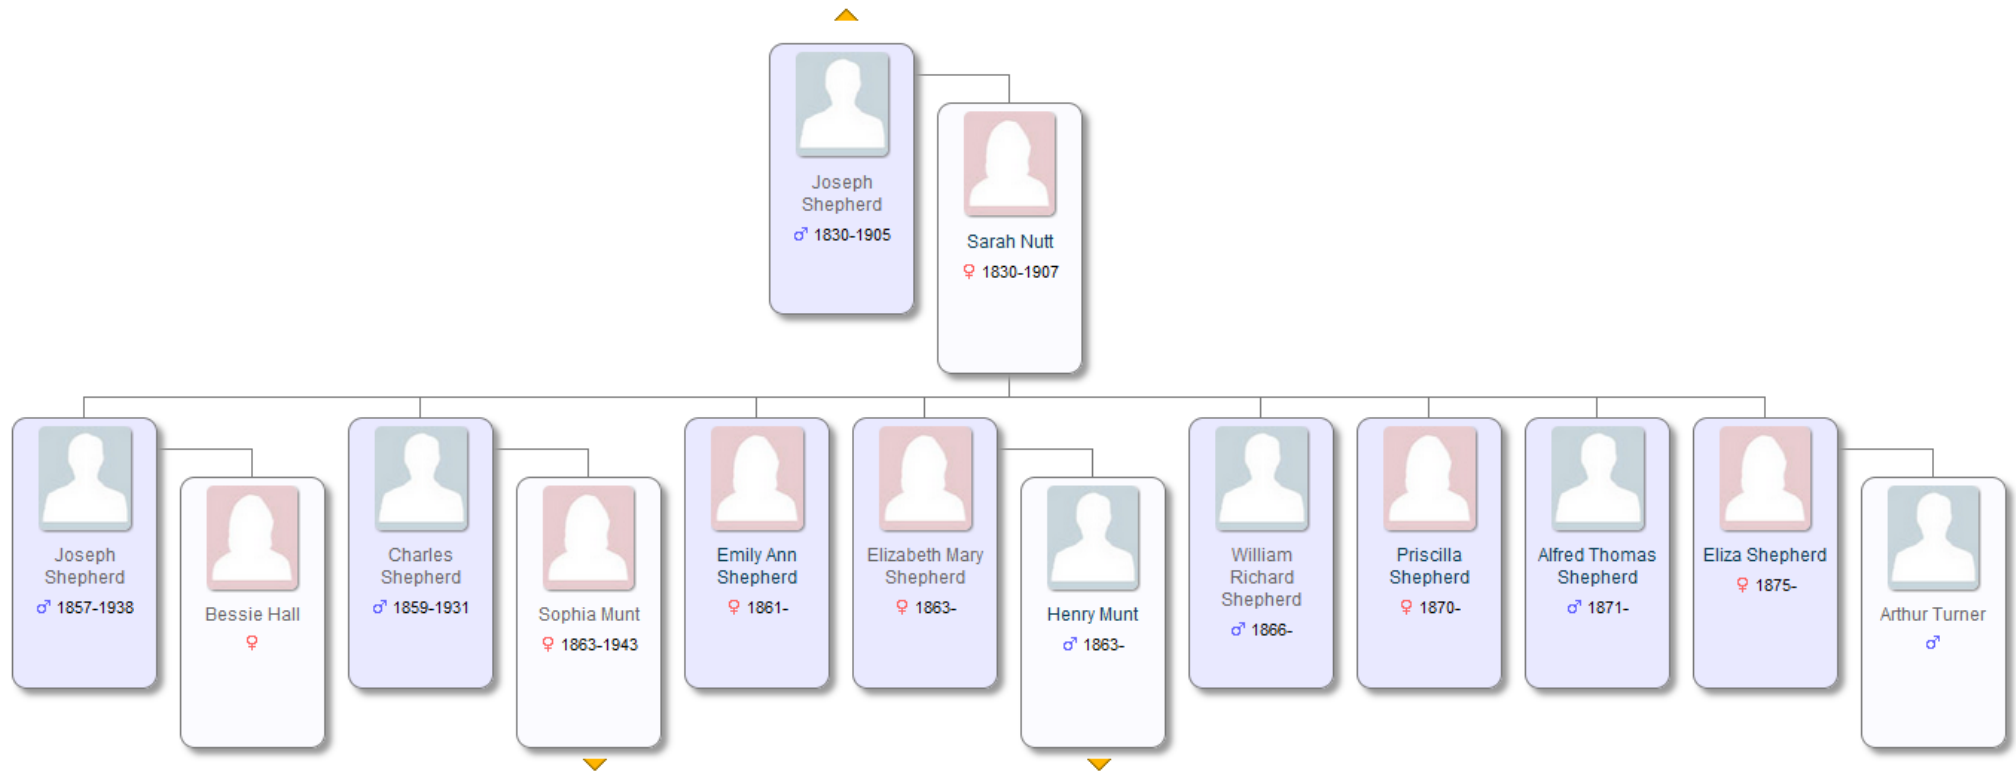 Joseph
Shepherd
♂ 1830-1905
Sarah Nutt
♀ 1830-1907
Joseph
Shepherd
♂ 1857-1938
Bessie Hall
♀
Charles
Shepherd
♂ 1859-1931
Sophia Munt
♀ 1863-1943
Emily Ann
Shepherd
♀ 1861-
Elizabeth Mary
Shepherd
♀ 1863-
Henry Munt
♂ 1863-
William
Richard
Shepherd
♂ 1866-
Priscilla
Shepherd
♀ 1870-
Alfred Thomas
Shepherd
♂ 1871-
Eliza Shepherd
♀ 1875-
Arthur Turner
♂